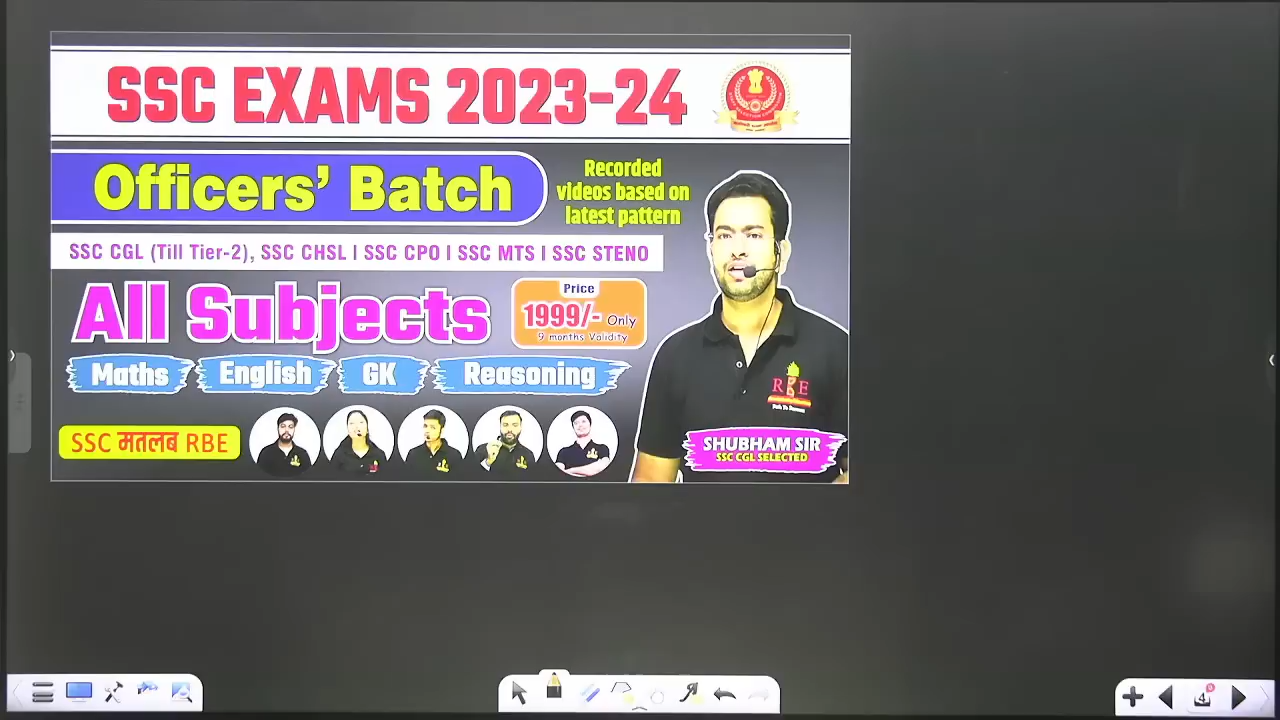 SSC EXAMS 2023-24
Officers' Batch
Recorded
videos based on
latest pattern
SSC CGL (Till Tier-2), SSC CHSL | SSC CPO | SSC MTS | SSC STENO
All Subjects
Price
1999/- Only
9 months Validity
Maths English GK Reasoning
SSC मतलब RBE
RBE
SHUBHAM SIR
SSC CGL SELECTED
4